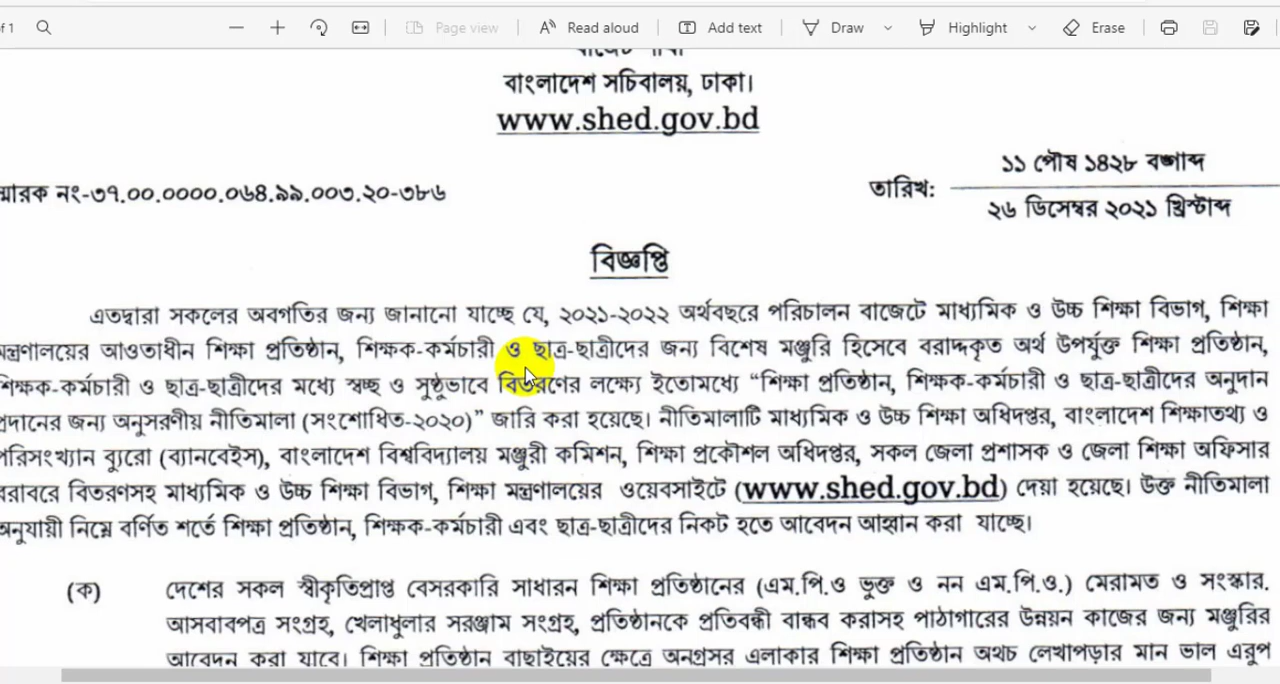 of 1 Page view Read aloud Add text Draw Highlight Erase
বাংলাদেশ সচিবালয়, ঢাকা।
www.shed.gov.bd
১১ পৌষ ১৪২৮ বঙ্গাব্দ
স্মারক নং-৩৭.০০.০০০০.০৬৪.৯৯.০০৩.২০-৩৮৬ তারিখ:
২৬ ডিসেম্বর ২০২১ খ্রিস্টাব্দ
বিজ্ঞপ্তি
এতদ্বারা সকলের অবগতির জন্য জানানো যাচ্ছে যে, ২০২১-২০২২ অর্থবছরে পরিচালন বাজেটে মাধ্যমিক ও উচ্চ শিক্ষা বিভাগ, শিক্ষা
মন্ত্রণালয়ের আওতাধীন শিক্ষা প্রতিষ্ঠান, শিক্ষক-কর্মচারী ও ছাত্র-ছাত্রীদের জন্য বিশেষ মঞ্জুরি হিসেবে বরাদ্দকৃত অর্থ উপর্যুক্ত শিক্ষা প্রতিষ্ঠান,
শিক্ষক-কর্মচারী ও ছাত্র-ছাত্রীদের মধ্যে স্বচ্ছ ও সুষ্ঠুভাবে বিতরণের লক্ষ্যে ইতোমধ্যে “শিক্ষা প্রতিষ্ঠান, শিক্ষক-কর্মচারী ও ছাত্র-ছাত্রীদের অনুদান
প্রদানের জন্য অনুসরণীয় নীতিমালা (সংশোধিত-২০২০)” জারি করা হয়েছে। নীতিমালাটি মাধ্যমিক ও উচ্চ শিক্ষা অধিদপ্তর, বাংলাদেশ শিক্ষাতথ্য ও
পরিসংখ্যান ব্যুরো (ব্যানবেইস), বাংলাদেশ বিশ্ববিদ্যালয় মঞ্জুরী কমিশন, শিক্ষা প্রকৌশল অধিদপ্তর, সকল জেলা প্রশাসক ও জেলা শিক্ষা অফিসার
বরাবরে বিতরণসহ মাধ্যমিক ও উচ্চ শিক্ষা বিভাগ, শিক্ষা মন্ত্রণালয়ের ওয়েবসাইটে (www.shed.gov.bd) দেয়া হয়েছে। উক্ত নীতিমালা
অনুযায়ী নিম্নে বর্ণিত শর্তে শিক্ষা প্রতিষ্ঠান, শিক্ষক-কর্মচারী এবং ছাত্র-ছাত্রীদের নিকট হতে আবেদন আহ্বান করা যাচ্ছে।
(ক) দেশের সকল স্বীকৃতিপ্রাপ্ত বেসরকারি সাধারন শিক্ষা প্রতিষ্ঠানের (এম.পি.ও ভুক্ত ও নন এম.পি.ও.) মেরামত ও সংস্কার.
আসবাবপত্র সংগ্রহ, খেলাধুলার সরঞ্জাম সংগ্রহ, প্রতিষ্ঠানকে প্রতিবন্ধী বান্ধব করাসহ পাঠাগারের উন্নয়ন কাজের জন্য মঞ্জুরির
আবেদন করা যাবে। শিক্ষা প্রতিষ্ঠান বাছাইয়ের ক্ষেত্রে অনগ্রসর এলাকার শিক্ষা প্রতিষ্ঠান অথচ লেখাপড়ার মান ভাল এরূপ